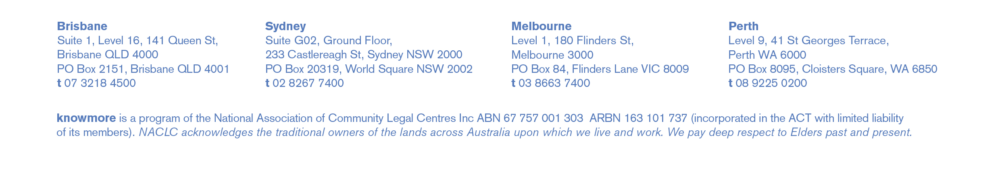 Brisbane
Suite 1, Level 16, 141 Queen St,
Brisbane QLD 4000
PO Box 2151, Brisbane QLD 4001
t 07 3218 4500
Sydney
Suite G02, Ground Floor,
233 Castlereagh St, Sydney NSW 2000
PO Box 20319, World Square NSW 2002
t 02 8267 7400
Melbourne
Level 1, 180 Flinders St,
Melbourne 3000
PO Box 84, Flinders Lane VIC 8009
t 03 8663 7400
Perth
Level 9, 41 St Georges Terrace,
Perth WA 6000
PO Box 8095, Cloisters Square, WA 6850
t 08 9225 0200
knowmore is a program of the National Association of Community Legal Centres Inc ABN 67 757 001 303  ARBN 163 101 737 (incorporated in the ACT with limited liability
of its members). NACLC acknowledges the traditional owners of the lands across Australia upon which we live and work. We pay deep respect to Elders past and present.